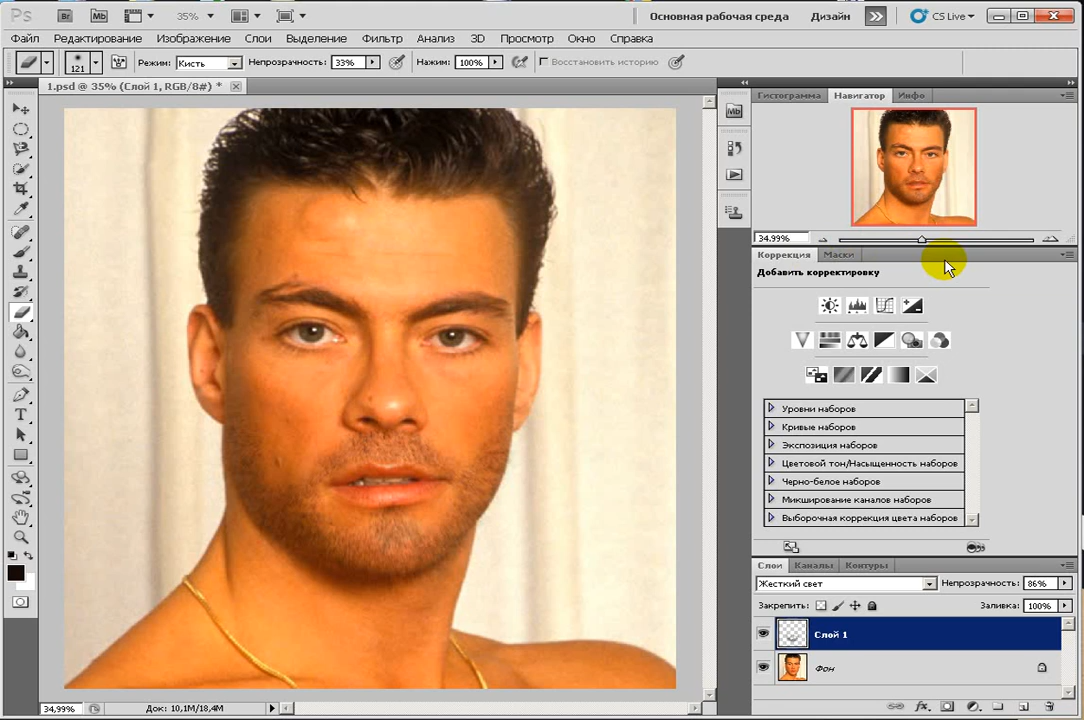 Ps Br Mb 35% Основная рабочая среда Дизайн CS Live
Файл Редактирование Изображение Слои Выделение Фильтр Анализ 3D Просмотр Окно Справка
121 Режим: Кисть Непрозрачность: 33% Нажим: 100% Восстановить историю
1.psd @ 35% (Слой 1, RGB/8#) *
Гистограмма Навигатор Инфо
Mb
34.99%
Коррекция Маски
Добавить корректировку
Уровни наборов
Кривые наборов
Экспозиция наборов
Цветовой тон/Насыщенность наборов
Черно-белое наборов
Микширование каналов наборов
Выборочная коррекция цвета наборов
Слои Каналы Контуры
Жесткий свет Непрозрачность: 86%
Закрепить: Заливка: 100%
Слой 1
Фон
34,99% Док: 10,1M/18,4M